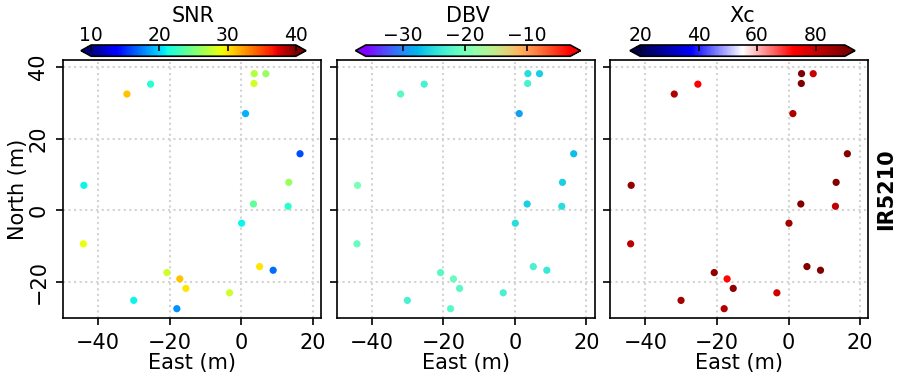 SNR DBV Xc
10 20 30 40 −30 −20 −10 20 40 60 80
40
20
0
−20
North (m)
IR5210
−40 −20 0 20 −40 −20 0 20 −40 −20 0 20
East (m) East (m) East (m)